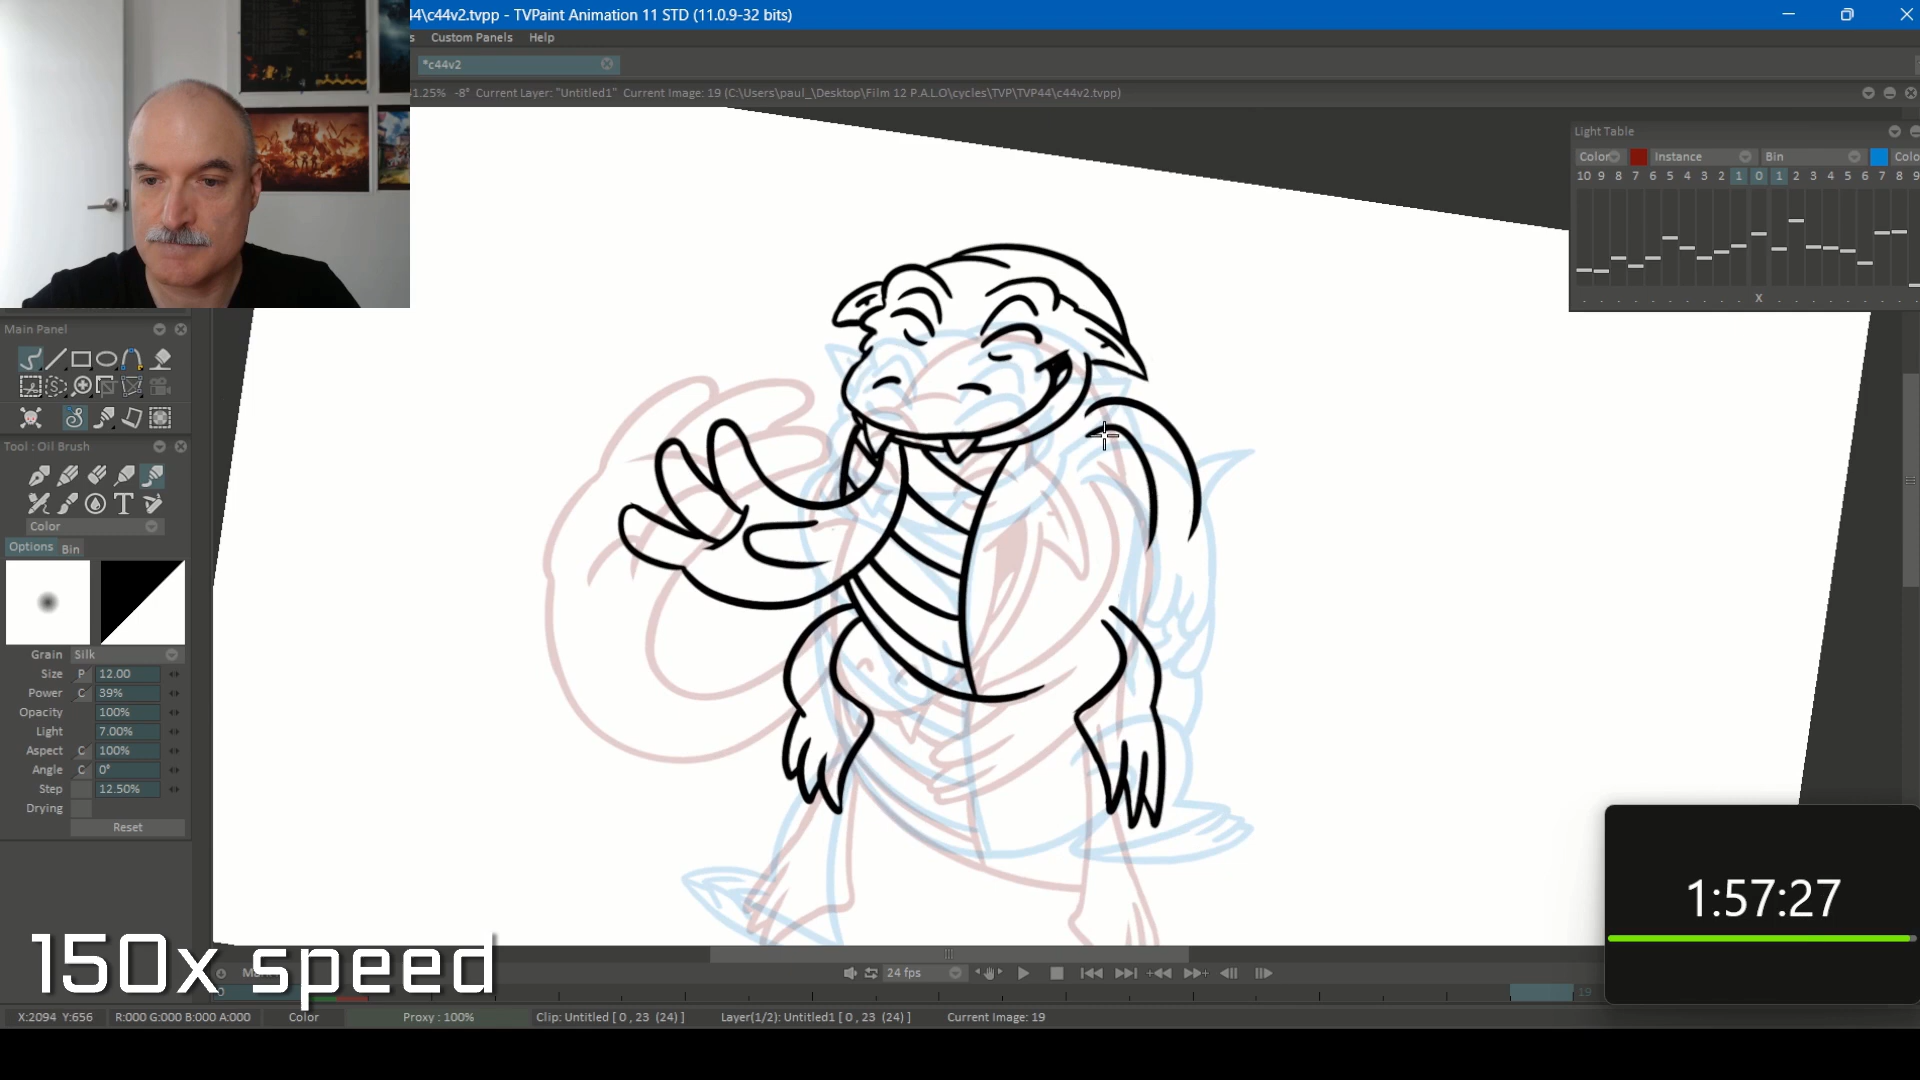 44\c44v2.tvpp - TVPaint Animation 11 STD (11.0.9-32 bits)
s Custom Panels Help
*c44v2
1.25% -8° Current Layer: "Untitled1" Current Image: 19 (C:\Users\paul_\Desktop\Film 12 P.A.L.O\cycles\TVP\TVP44\c44v2.tvpp)
Light Table
Color Instance Bin Colo
10 9 8 7 6 5 4 3 2 1 0 1 2 3 4 5 6 7 8 9
X
Main Panel
Tool : Oil Brush
Color
Options Bin
Grain Silk
Size P 12.00
Power C 39%
Opacity 100%
Light 7.00%
Aspect C 100%
Angle C 0°
Step 12.50%
Drying
Reset
1:57:27
150x speed
24 fps
0 19
X:2094 Y:656 R:000 G:000 B:000 A:000 Color Proxy : 100% Clip: Untitled [ 0 , 23 (24) ] Layer(1/2): Untitled1 [ 0 , 23 (24) ] Current Image: 19